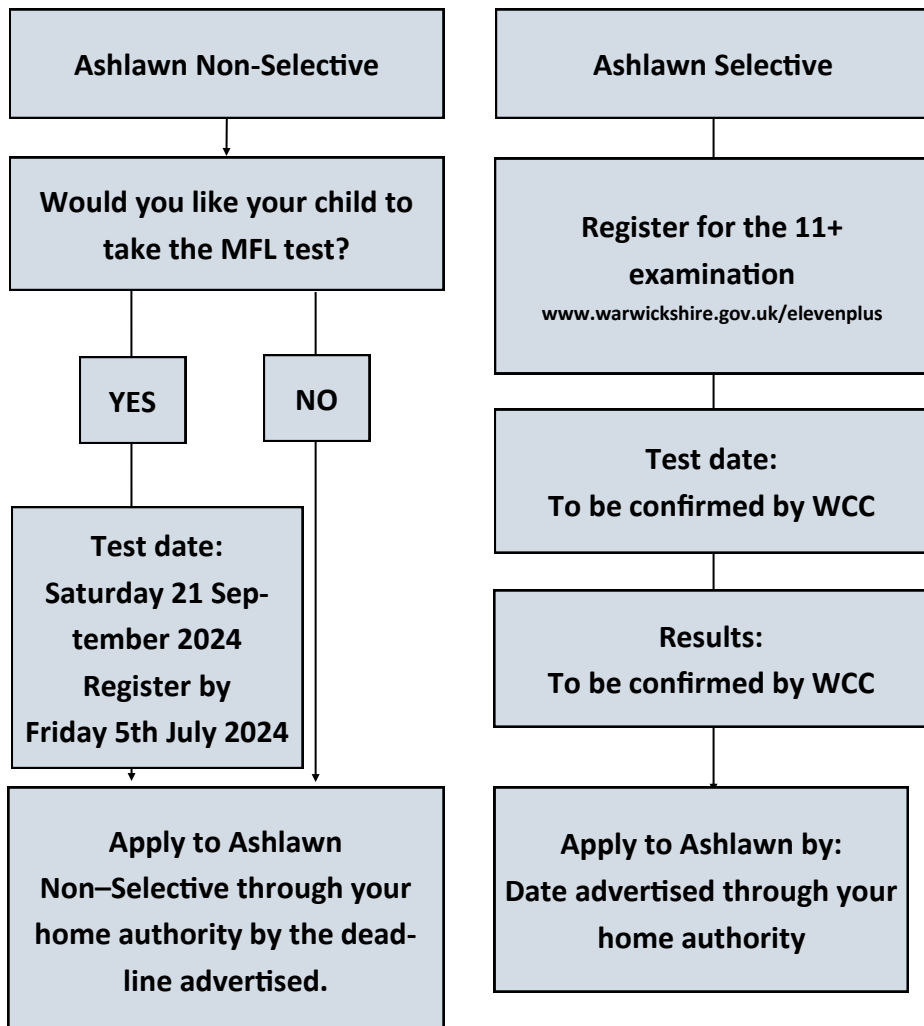 Ashlawn Non-Selective
Would you like your child to
take the MFL test?
YES
NO
Test date:
Saturday 21 Sep-
tember 2024
Register by
Friday 5th July 2024
Apply to Ashlawn
Non–Selective through your
home authority by the dead-
line advertised.
Ashlawn Selective
Register for the 11+
examination
www.warwickshire.gov.uk/elevenplus
Test date:
To be confirmed by WCC
Results:
To be confirmed by WCC
Apply to Ashlawn by:
Date advertised through your
home authority